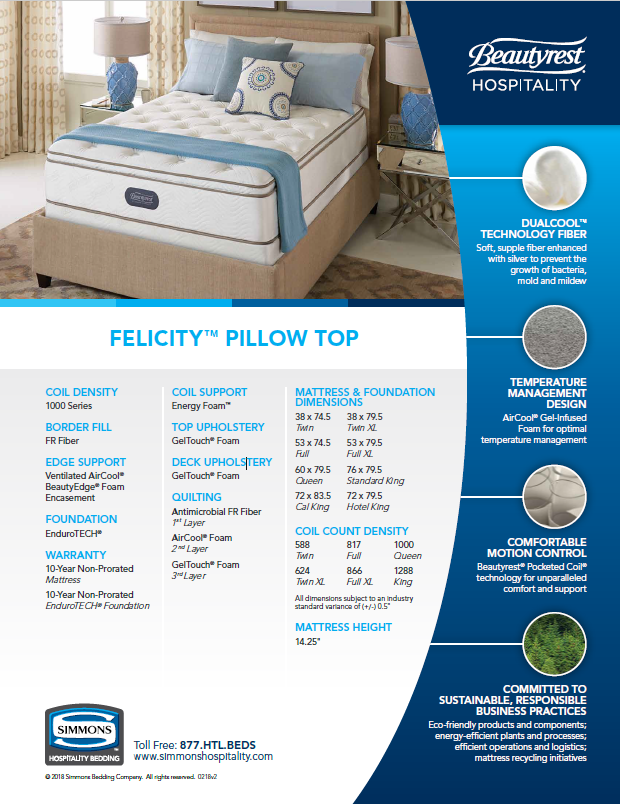 Beautyrest®
HOSPITALITY
Beautyrest
DUALCOOL™
TECHNOLOGY FIBER
Soft, supple fiber enhanced
with silver to prevent the
growth of bacteria,
mold and mildew
FELICITY™ PILLOW TOP
TEMPERATURE
MANAGEMENT
DESIGN
AirCool® Gel-Infused
Foam for optimal
temperature management
COIL DENSITY
1000 Series
BORDER FILL
FR Fiber
EDGE SUPPORT
Ventilated AirCool®
BeautyEdge® Foam
Encasement
FOUNDATION
EnduroTECH®
WARRANTY
10-Year Non-Prorated
Mattress
10-Year Non-Prorated
EnduroTECH® Foundation
COIL SUPPORT
Energy Foam™
TOP UPHOLSTERY
GelTouch® Foam
DECK UPHOLSTERY
GelTouch® Foam
QUILTING
Antimicrobial FR Fiber
1ˢᵗ Layer
AirCool® Foam
2ⁿᵈ Layer
GelTouch® Foam
3ʳᵈ Layer
MATTRESS & FOUNDATION
DIMENSIONS
38 x 74.5 38 x 79.5
Twin Twin XL
53 x 74.5 53 x 79.5
Full Full XL
60 x 79.5 76 x 79.5
Queen Standard King
72 x 83.5 72 x 79.5
Cal King Hotel King
COIL COUNT DENSITY
588 817 1000
Twin Full Queen
624 866 1288
Twin XL Full XL King
All dimensions subject to an industry
standard variance of (+/-) 0.5"
MATTRESS HEIGHT
14.25"
COMFORTABLE
MOTION CONTROL
Beautyrest® Pocketed Coil®
technology for unparalleled
comfort and support
COMMITTED TO
SUSTAINABLE, RESPONSIBLE
BUSINESS PRACTICES
Eco-friendly products and components;
energy-efficient plants and processes;
efficient operations and logistics;
mattress recycling initiatives
SIMMONS
HOSPITALITY BEDDING
Toll Free: 877.HTL.BEDS
www.simmonshospitality.com
© 2018 Simmons Bedding Company. All rights reserved. 0218v2